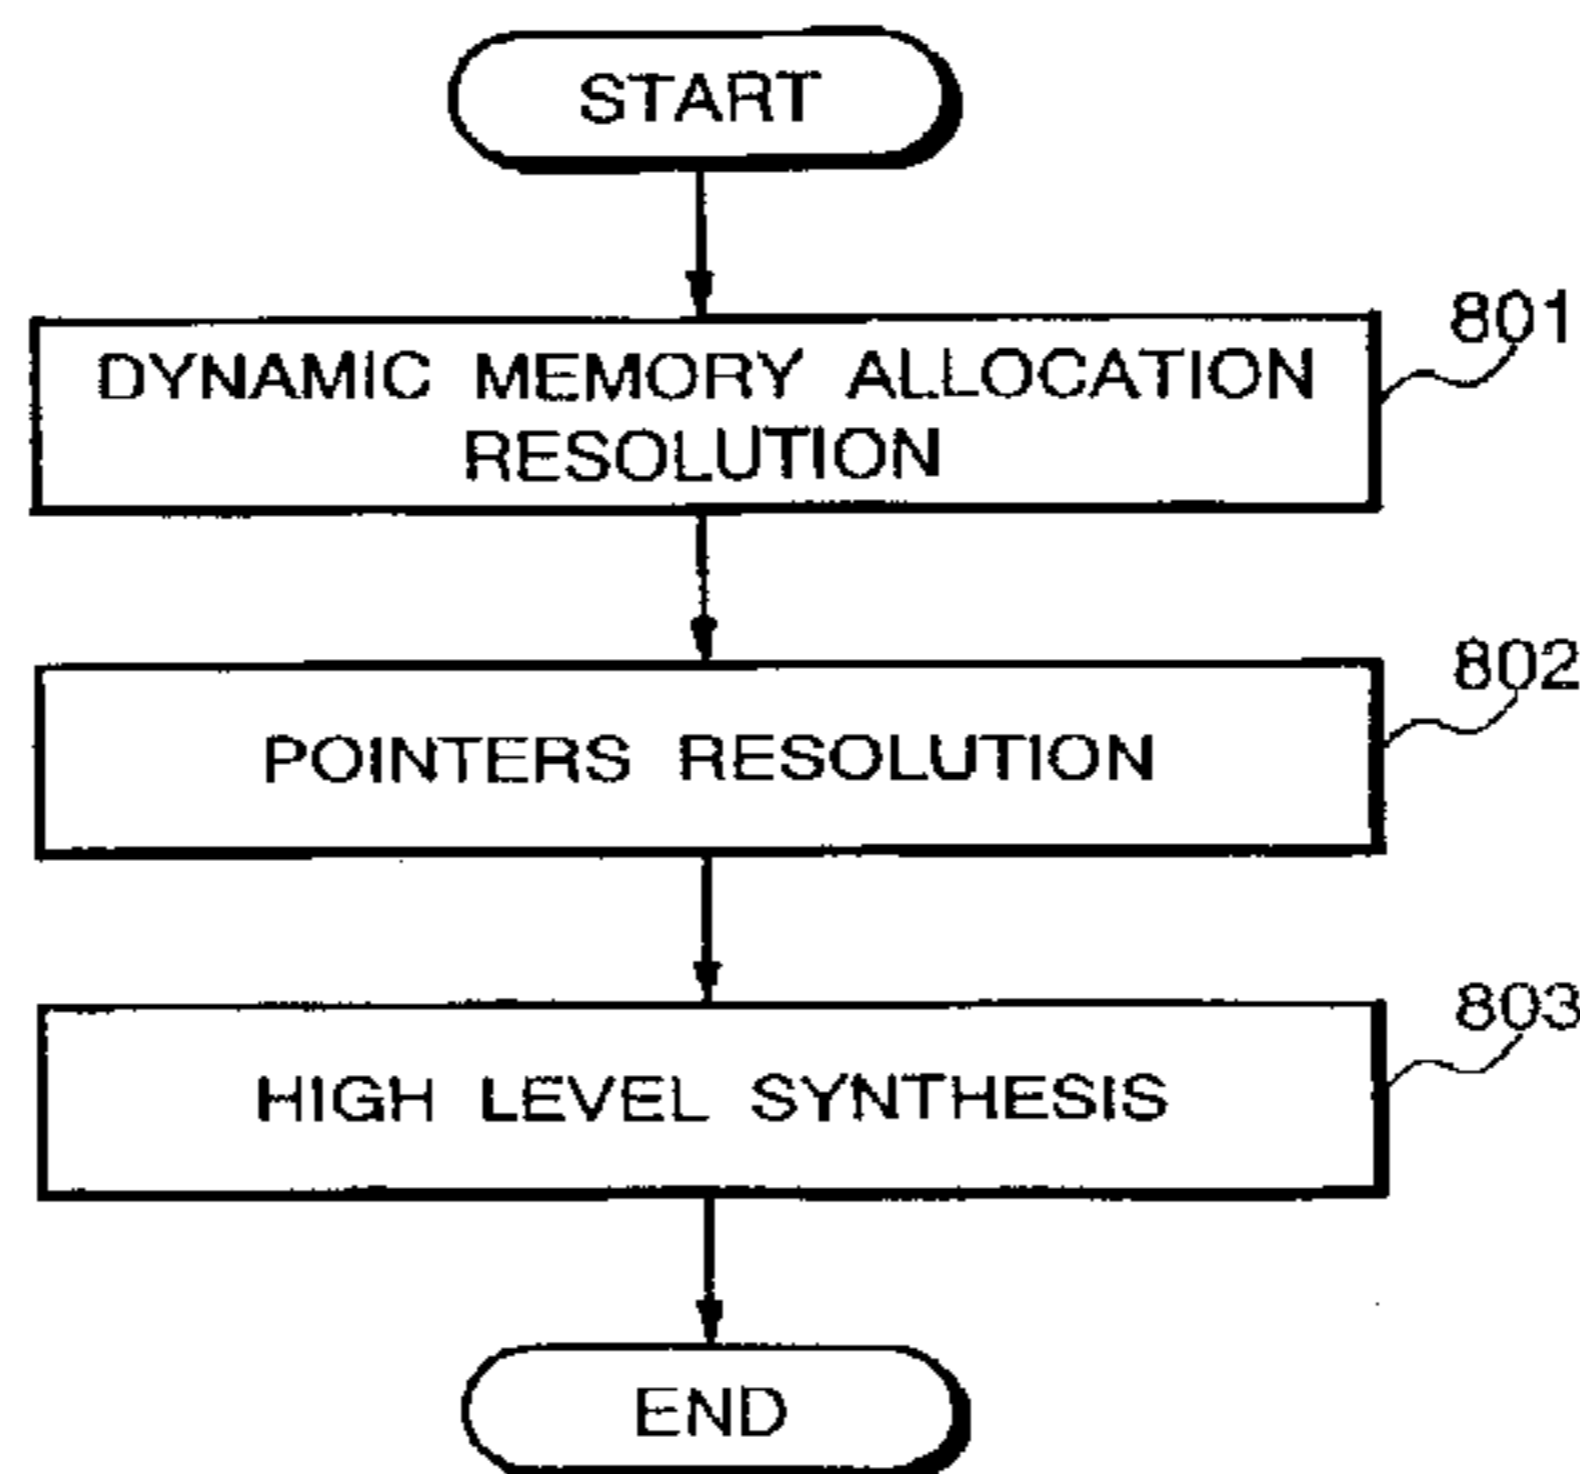 START
801
DYNAMIC MEMORY ALLOCATION
RESOLUTION
802
POINTERS RESOLUTION
803
HIGH LEVEL SYNTHESIS
END